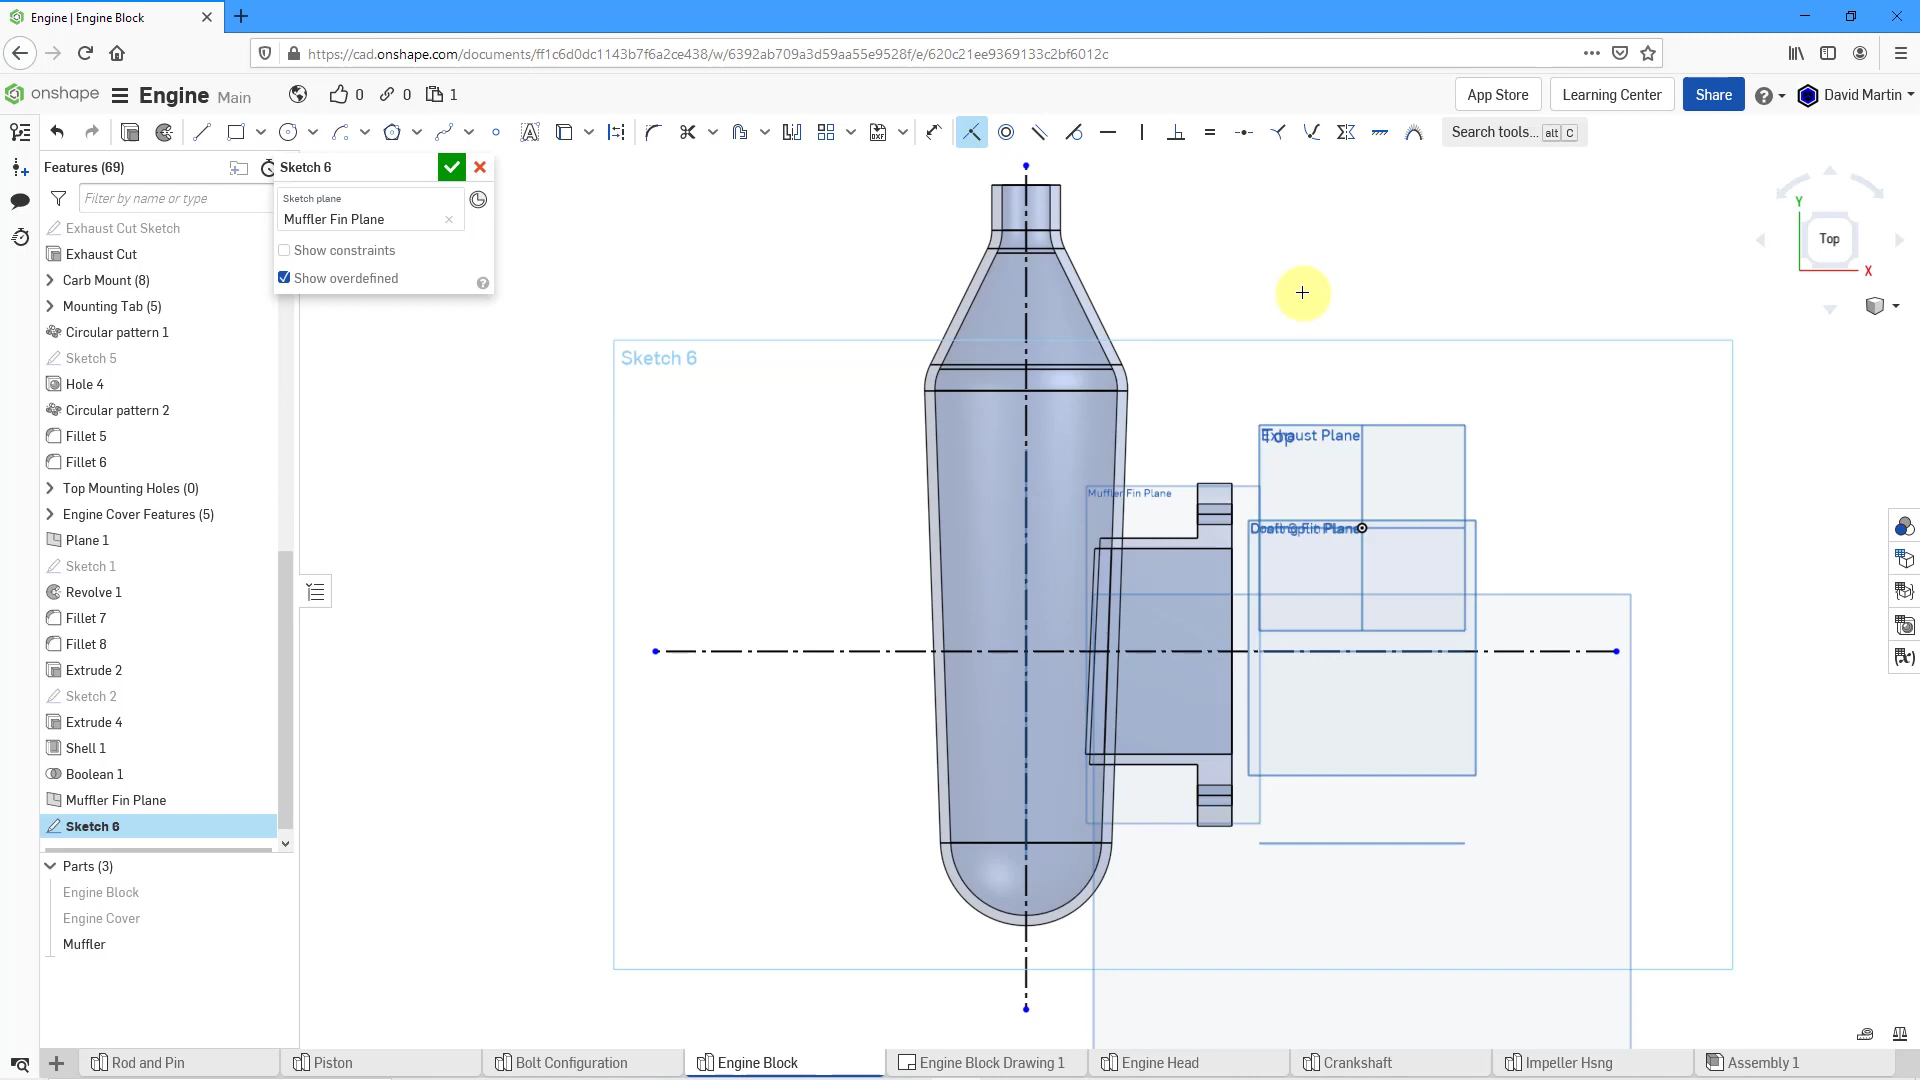 Engine | Engine Block
https://cad.onshape.com/documents/ff1c6d0dc1143b7f6a2ce438/w/6392ab709a3d59aa55e9528f/e/620c21ee9369133c2bf6012c
onshape
Engine Main
0
0
1
App Store
Learning Center
Share
David Martin
Search tools... alt C
Features (69)
Filter by name or type
Exhaust Cut Sketch
Exhaust Cut
Carb Mount (8)
Mounting Tab (5)
Circular pattern 1
Sketch 5
Hole 4
Circular pattern 2
Fillet 5
Fillet 6
Top Mounting Holes (0)
Engine Cover Features (5)
Plane 1
Sketch 1
Revolve 1
Fillet 7
Fillet 8
Extrude 2
Sketch 2
Extrude 4
Shell 1
Boolean 1
Muffler Fin Plane
Sketch 6
Parts (3)
Engine Block
Engine Cover
Muffler
Sketch 6
Sketch plane
Muffler Fin Plane
Show constraints
Show overdefined
Sketch 6
Top
Exhaust Plane
Muffler Fin Plane
Y
Top
X
Rod and Pin
Piston
Bolt Configuration
Engine Block
Engine Block Drawing 1
Engine Head
Crankshaft
Impeller Hsng
Assembly 1